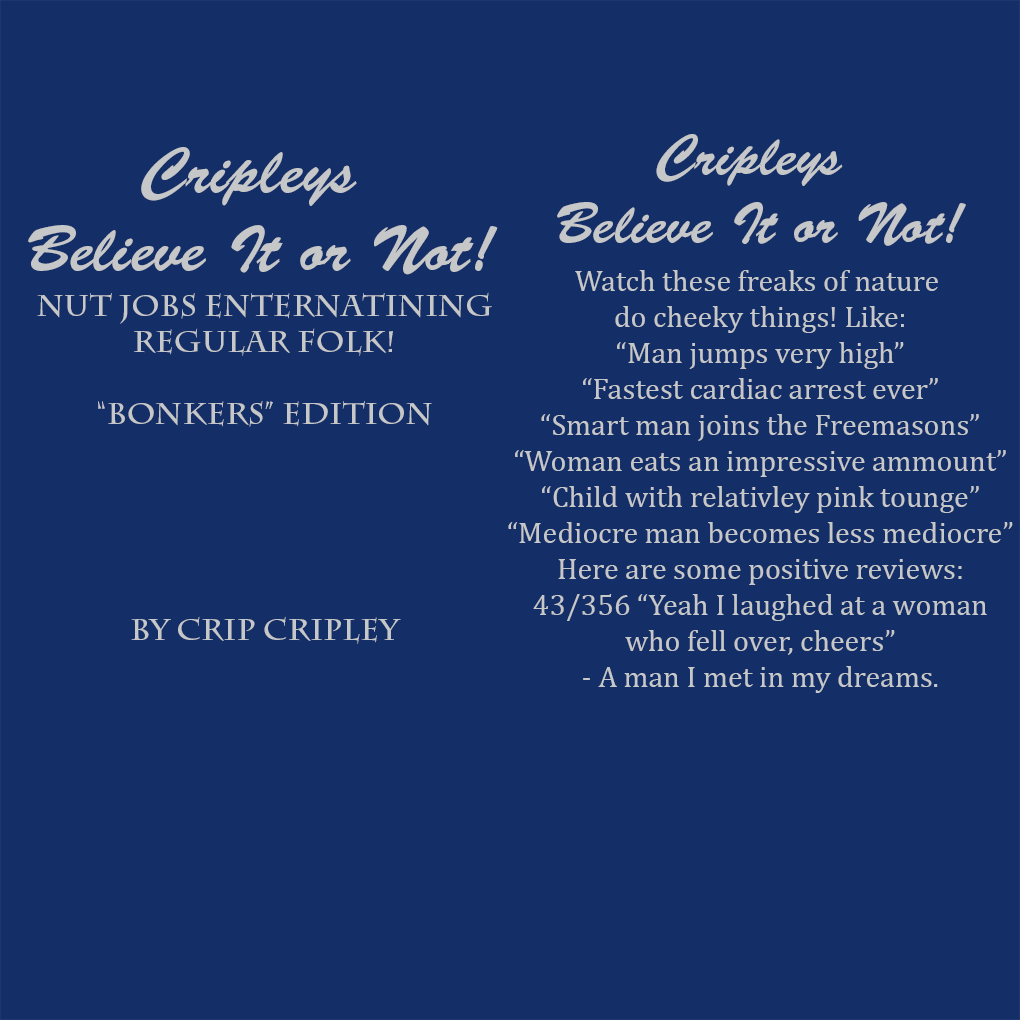 Cripleys
Believe It or Not!
NUT JOBS ENTERNATINING
REGULAR FOLK!
“BONKERS” EDITION
BY CRIP CRIPLEY
Cripleys
Believe It or Not!
Watch these freaks of nature
do cheeky things! Like:
“Man jumps very high”
“Fastest cardiac arrest ever”
“Smart man joins the Freemasons”
“Woman eats an impressive ammount”
“Child with relativley pink tounge”
“Mediocre man becomes less mediocre”
Here are some positive reviews:
43/356 “Yeah I laughed at a woman
who fell over, cheers”
- A man I met in my dreams.